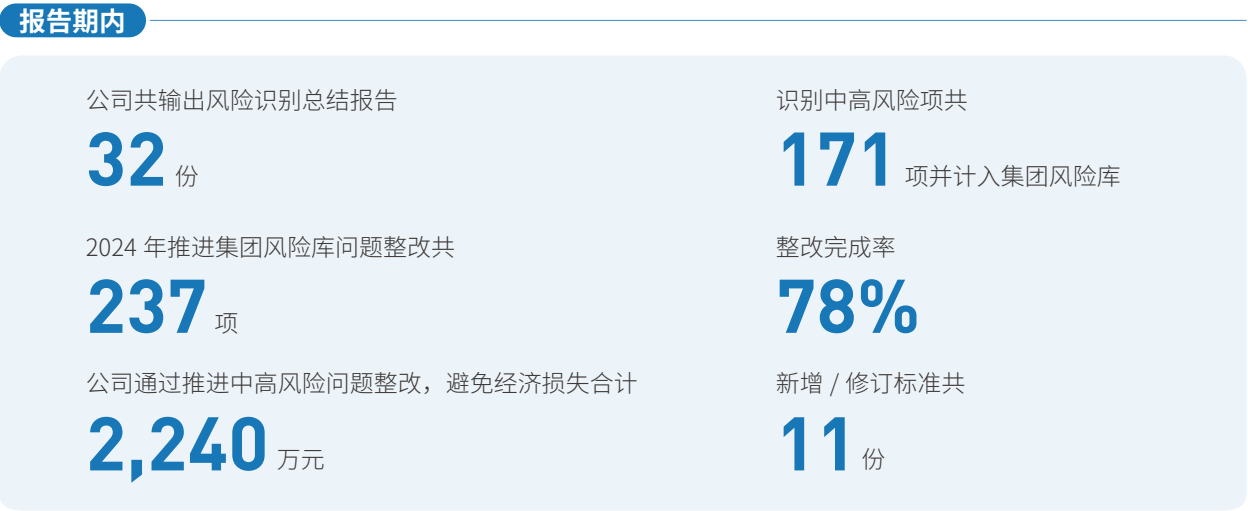 报告期内
公司共输出风险识别总结报告
32 份
识别中高风险项共
171 项并计入集团风险库
2024 年推进集团风险库问题整改共
237 项
整改完成率
78%
公司通过推进中高风险问题整改，避免经济损失合计
2,240 万元
新增 / 修订标准共
11 份